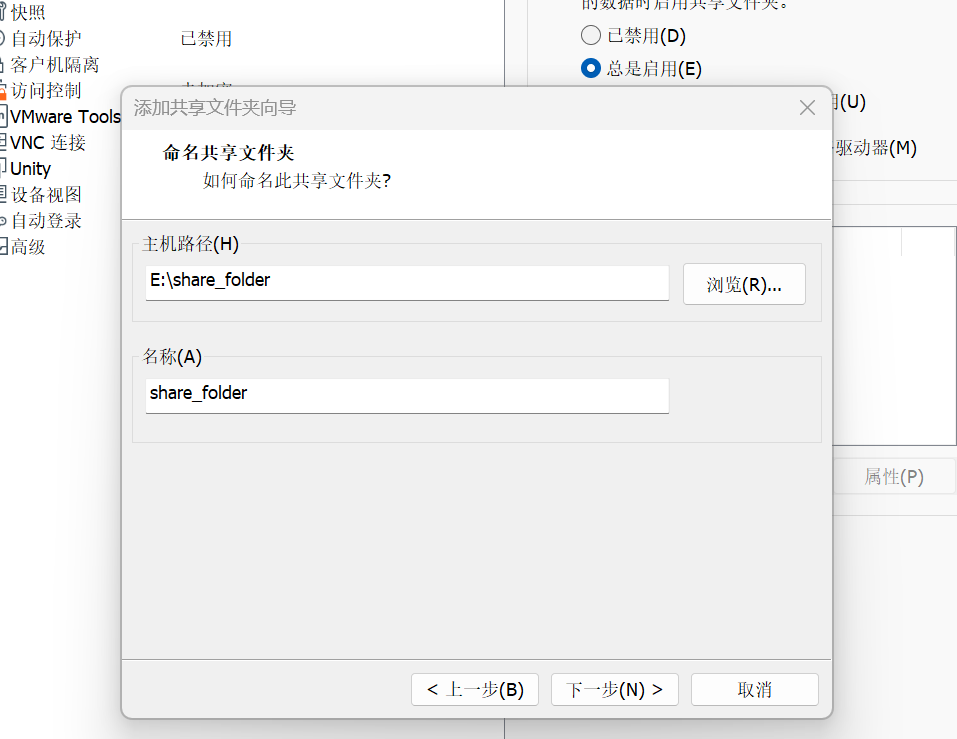 快照
自动保护 已禁用
客户机隔离
访问控制
VMware Tools
VNC 连接
Unity
设备视图
自动登录
高级
的数据时启用共享文件夹。
已禁用(D)
总是启用(E)
用(U)
驱动器(M)
属性(P)
添加共享文件夹向导
命名共享文件夹
如何命名此共享文件夹?
主机路径(H)
E:\share_folder
浏览(R)...
名称(A)
share_folder
< 上一步(B)
下一步(N) >
取消